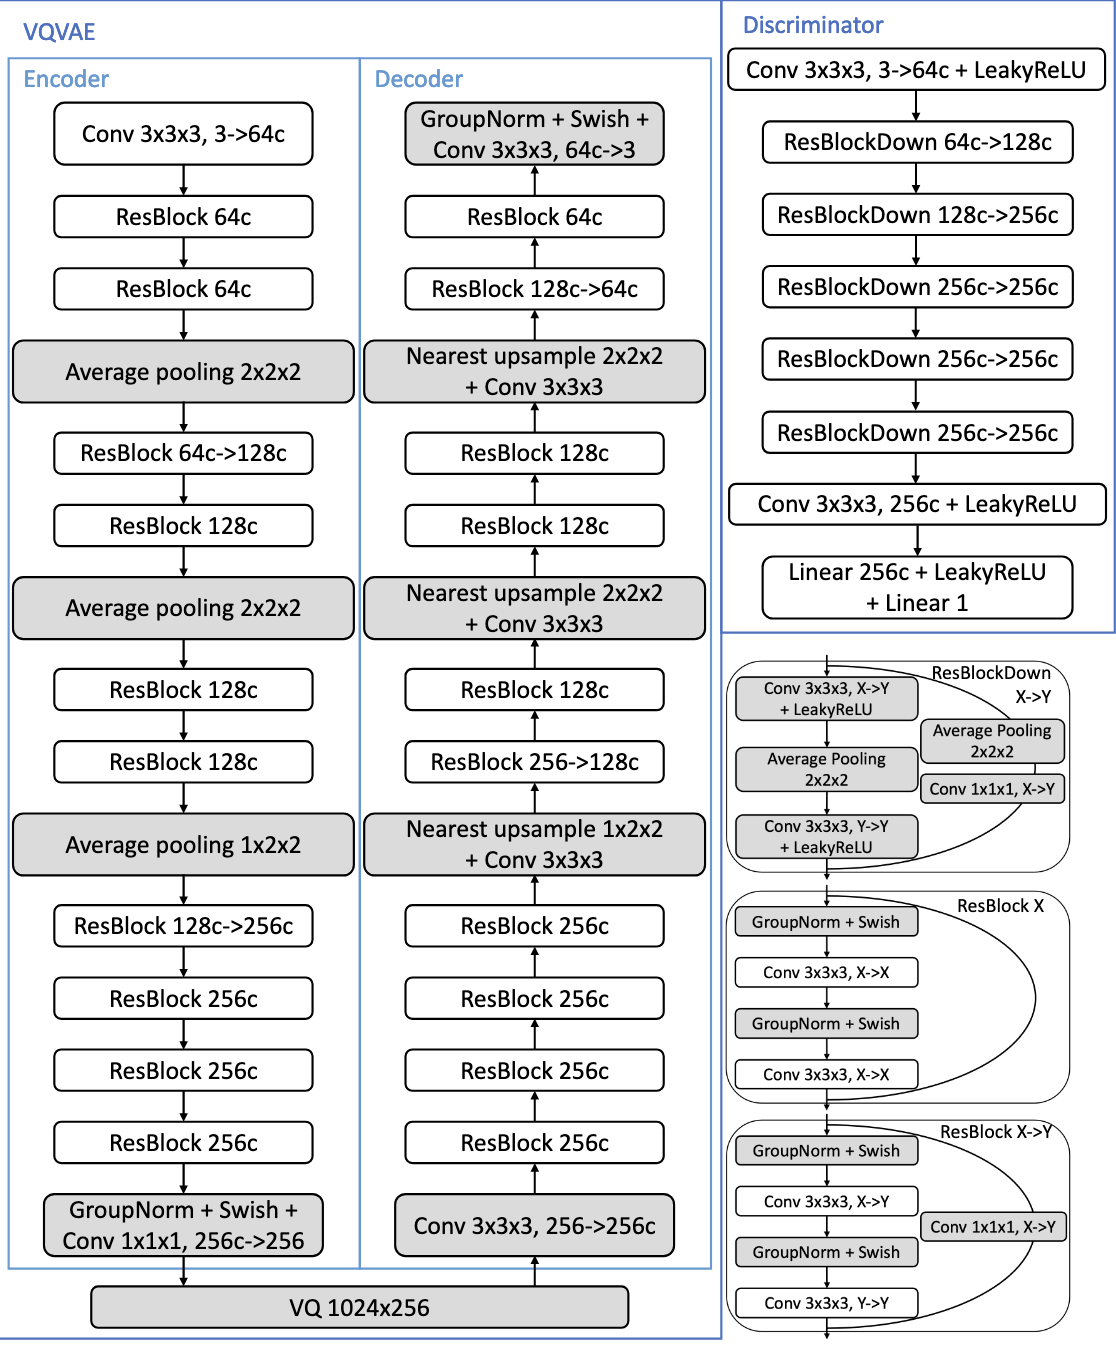 VQVAE
Encoder
Conv 3x3x3, 3->64c
ResBlock 64c
ResBlock 64c
Average pooling 2x2x2
ResBlock 64c->128c
ResBlock 128c
Average pooling 2x2x2
ResBlock 128c
ResBlock 128c
Average pooling 1x2x2
ResBlock 128c->256c
ResBlock 256c
ResBlock 256c
ResBlock 256c
GroupNorm + Swish +
Conv 1x1x1, 256c->256
Decoder
GroupNorm + Swish +
Conv 3x3x3, 64c->3
ResBlock 64c
ResBlock 128c->64c
Nearest upsample 2x2x2
+ Conv 3x3x3
ResBlock 128c
ResBlock 128c
Nearest upsample 2x2x2
+ Conv 3x3x3
ResBlock 128c
ResBlock 256->128c
Nearest upsample 1x2x2
+ Conv 3x3x3
ResBlock 256c
ResBlock 256c
ResBlock 256c
ResBlock 256c
Conv 3x3x3, 256->256c
VQ 1024x256
Discriminator
Conv 3x3x3, 3->64c + LeakyReLU
ResBlockDown 64c->128c
ResBlockDown 128c->256c
ResBlockDown 256c->256c
ResBlockDown 256c->256c
ResBlockDown 256c->256c
Conv 3x3x3, 256c + LeakyReLU
Linear 256c + LeakyReLU
+ Linear 1
ResBlockDown
X->Y
Conv 3x3x3, X->Y
+ LeakyReLU
Average Pooling
2x2x2
Conv 3x3x3, Y->Y
+ LeakyReLU
Average Pooling
2x2x2
Conv 1x1x1, X->Y
ResBlock X
GroupNorm + Swish
Conv 3x3x3, X->X
GroupNorm + Swish
Conv 3x3x3, X->X
ResBlock X->Y
GroupNorm + Swish
Conv 3x3x3, X->Y
GroupNorm + Swish
Conv 3x3x3, Y->Y
Conv 1x1x1, X->Y